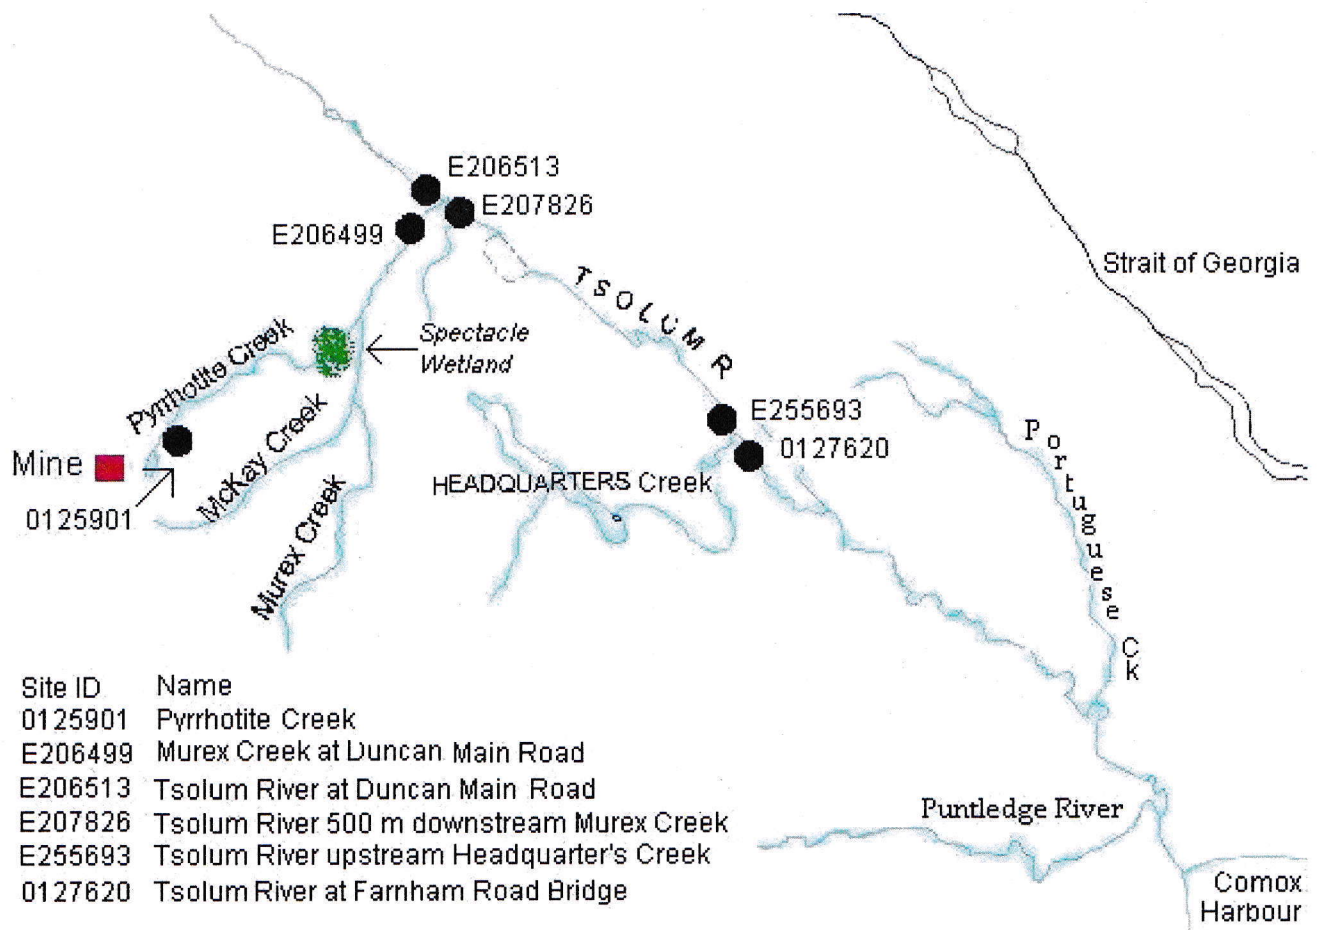 E206513
E207826
E206499
TSOLUM R
Strait of Georgia
Spectacle
Wetland
Pyrrhotite Creek
McKay Creek
Murex Creek
Mine
0125901
E255693
0127620
HEADQUARTERS Creek
Portuguese Ck
Puntledge River
Comox
Harbour
Site ID Name
0125901 Pyrrhotite Creek
E206499 Murex Creek at Duncan Main Road
E206513 Tsolum River at Duncan Main Road
E207826 Tsolum River 500 m downstream Murex Creek
E255693 Tsolum River upstream Headquarter's Creek
0127620 Tsolum River at Farnham Road Bridge